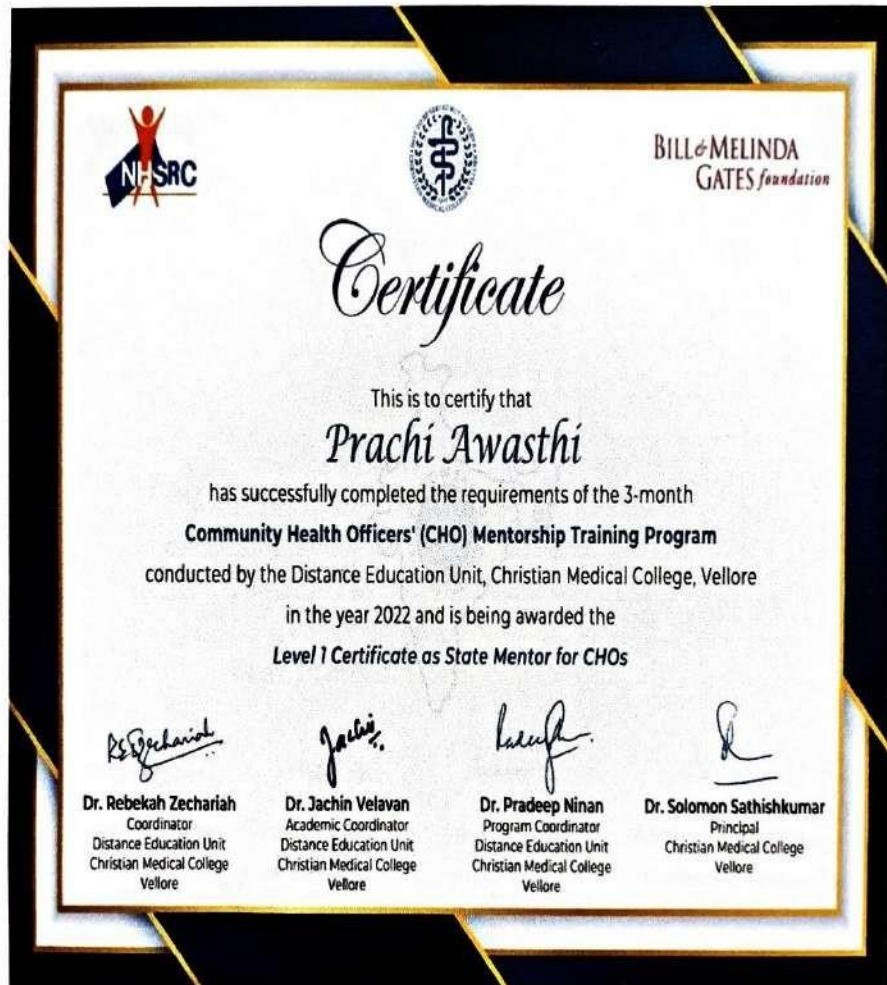 NHSRC
BILL & MELINDA
GATES foundation
Certificate
This is to certify that
Prachi Awasthi
has successfully completed the requirements of the 3-month
Community Health Officers' (CHO) Mentorship Training Program
conducted by the Distance Education Unit, Christian Medical College, Vellore
in the year 2022 and is being awarded the
Level 1 Certificate as State Mentor for CHOs
Dr. Rebekah Zechariah
Coordinator
Distance Education Unit
Christian Medical College
Vellore
Dr. Jachin Velavan
Academic Coordinator
Distance Education Unit
Christian Medical College
Vellore
Dr. Pradeep Ninan
Program Coordinator
Distance Education Unit
Christian Medical College
Vellore
Dr. Solomon Sathishkumar
Principal
Christian Medical College
Vellore